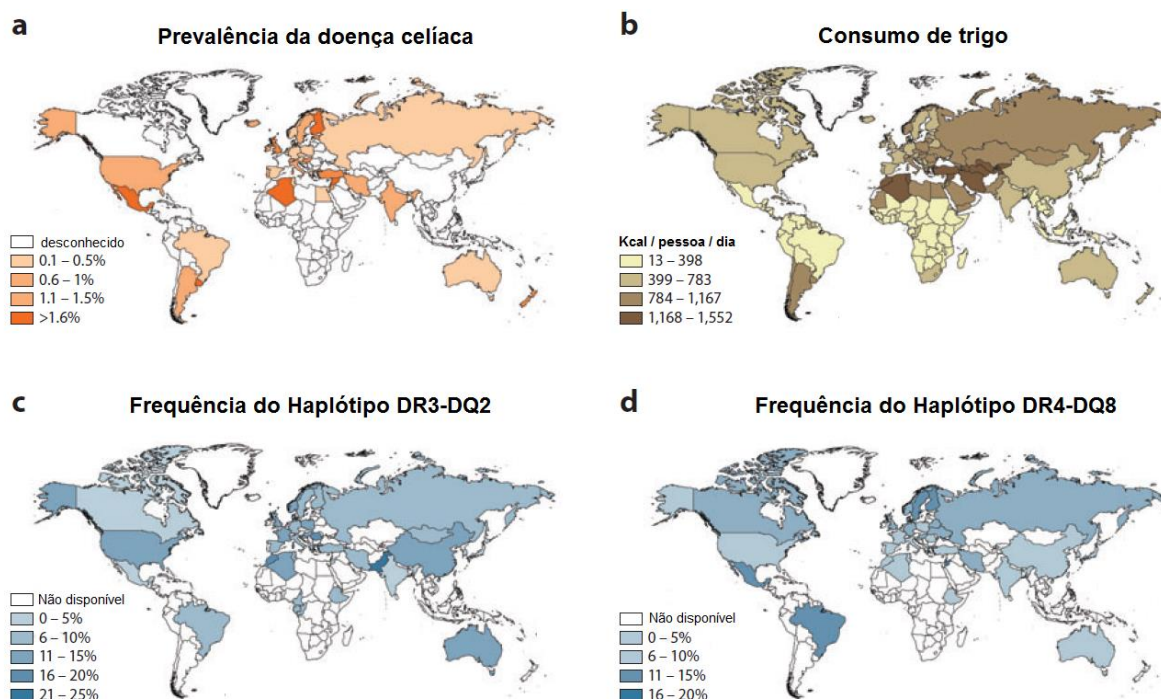 a
Prevalência da doença celíaca
desconhecido
0.1 – 0.5%
0.6 – 1%
1.1 – 1.5%
>1.6%
b
Consumo de trigo
Kcal / pessoa / dia
13 – 398
399 – 783
784 – 1,167
1,168 – 1,552
c
Frequência do Haplótipo DR3-DQ2
Não disponível
0 – 5%
6 – 10%
11 – 15%
16 – 20%
21 – 25%
d
Frequência do Haplótipo DR4-DQ8
Não disponível
0 – 5%
6 – 10%
11 – 15%
16 – 20%